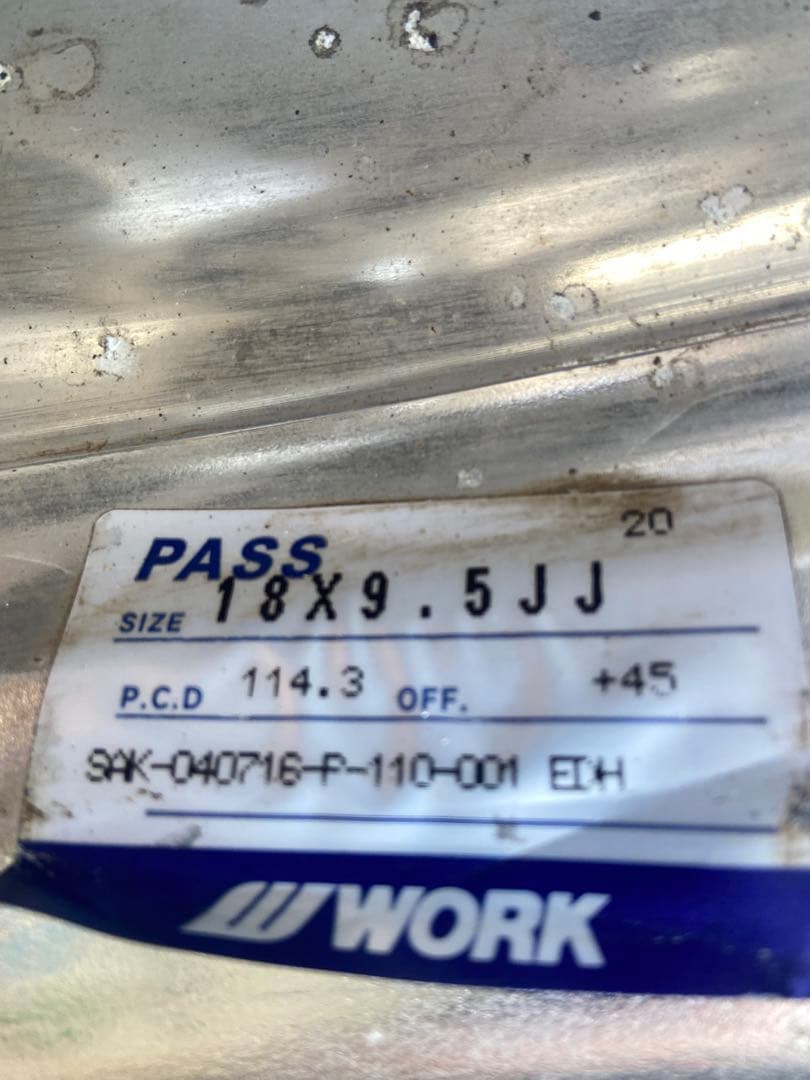 20
PASS
SIZE 18X9.5JJ
P.C.D 114.3 OFF. +45
SAK-040716-P-110-001 EDH
WORK